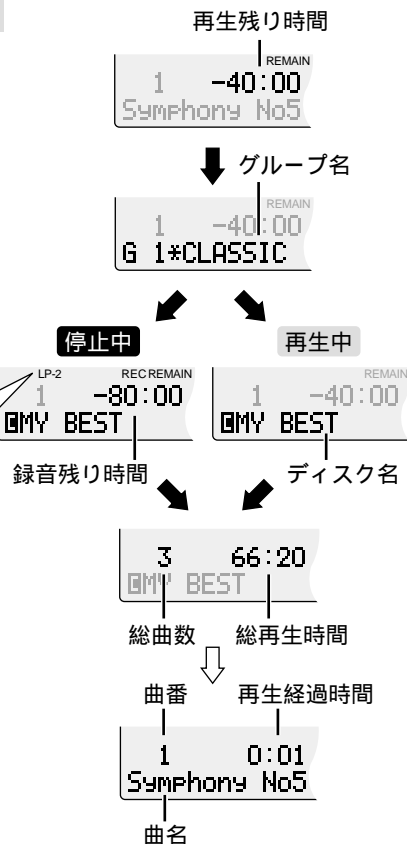 再生残り時間
REMAIN
1 -40:00
Symphony No5
グループ名
REMAIN
1 -40:00
G 1*CLASSIC
停止中
再生中
LP-2 REC REMAIN
1 -80:00
MY BEST
REMAIN
1 -40:00
MY BEST
録音残り時間
ディスク名
3 66:20
MY BEST
総曲数
総再生時間
曲番
再生経過時間
1 0:01
Symphony No5
曲名